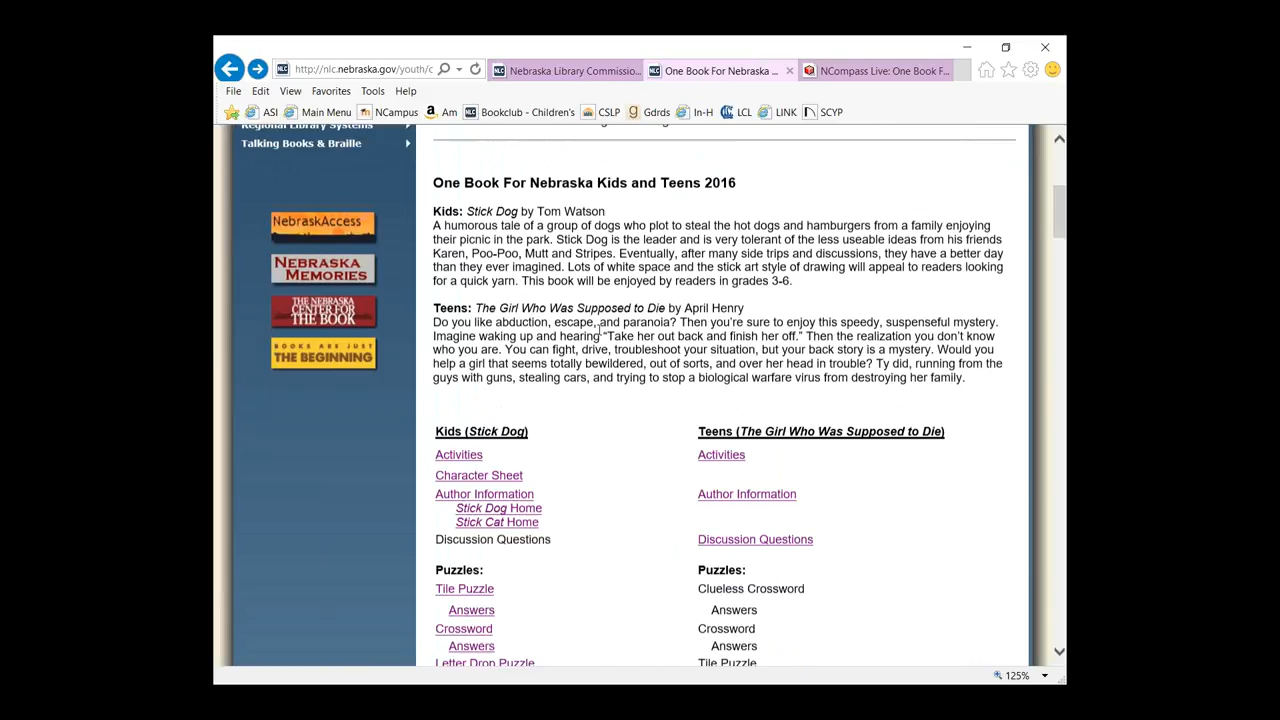 http://nlc.nebraska.gov/youth/c
Nebraska Library Commissio...
One Book For Nebraska ...
NCompass Live: One Book F...
File Edit View Favorites Tools Help
ASI Main Menu NCampus Am Bookclub - Children's CSLP Gdrds In-H LCL LINK SCYP
Regional Library Systems
Talking Books & Braille
NebraskAccess
NEBRASKA
MEMORIES
THE NEBRASKA
CENTER FOR
THE BOOK
BOOKS ARE JUST
THE BEGINNING
One Book For Nebraska Kids and Teens 2016
Kids: Stick Dog by Tom Watson
A humorous tale of a group of dogs who plot to steal the hot dogs and hamburgers from a family enjoying
their picnic in the park. Stick Dog is the leader and is very tolerant of the less useable ideas from his friends
Karen, Poo-Poo, Mutt and Stripes. Eventually, after many side trips and discussions, they have a better day
than they ever imagined. Lots of white space and the stick art style of drawing will appeal to readers looking
for a quick yarn. This book will be enjoyed by readers in grades 3-6.
Teens: The Girl Who Was Supposed to Die by April Henry
Do you like abduction, escape, and paranoia? Then you're sure to enjoy this speedy, suspenseful mystery.
Imagine waking up and hearing "Take her out back and finish her off." Then the realization you don't know
who you are. You can fight, drive, troubleshoot your situation, but your back story is a mystery. Would you
help a girl that seems totally bewildered, out of sorts, and over her head in trouble? Ty did, running from the
guys with guns, stealing cars, and trying to stop a biological warfare virus from destroying her family.
Kids (Stick Dog) Teens (The Girl Who Was Supposed to Die)
Activities Activities
Character Sheet
Author Information Author Information
Stick Dog Home
Stick Cat Home
Discussion Questions Discussion Questions
Puzzles: Puzzles:
Tile Puzzle Clueless Crossword
Answers Answers
Crossword Crossword
Answers Answers
Letter Drop Puzzle Tile Puzzle
125%